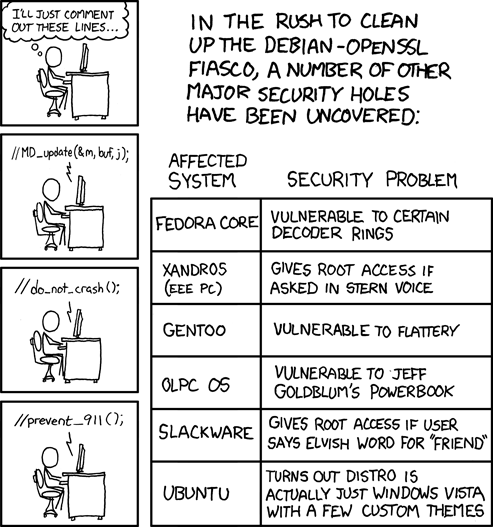 I'LL JUST COMMENT
OUT THESE LINES...
//MD_update(&m, buf, j);
//do_not_crash();
//prevent_911();
IN THE RUSH TO CLEAN
UP THE DEBIAN-OPENSSL
FIASCO, A NUMBER OF OTHER
MAJOR SECURITY HOLES
HAVE BEEN UNCOVERED:
AFFECTED
SYSTEM
SECURITY PROBLEM
FEDORA CORE
VULNERABLE TO CERTAIN
DECODER RINGS
XANDROS
(EEE PC)
GIVES ROOT ACCESS IF
ASKED IN STERN VOICE
GENTOO
VULNERABLE TO FLATTERY
OLPC OS
VULNERABLE TO JEFF
GOLDBLUM'S POWERBOOK
SLACKWARE
GIVES ROOT ACCESS IF USER
SAYS ELVISH WORD FOR "FRIEND"
UBUNTU
TURNS OUT DISTRO IS
ACTUALLY JUST WINDOWS VISTA
WITH A FEW CUSTOM THEMES